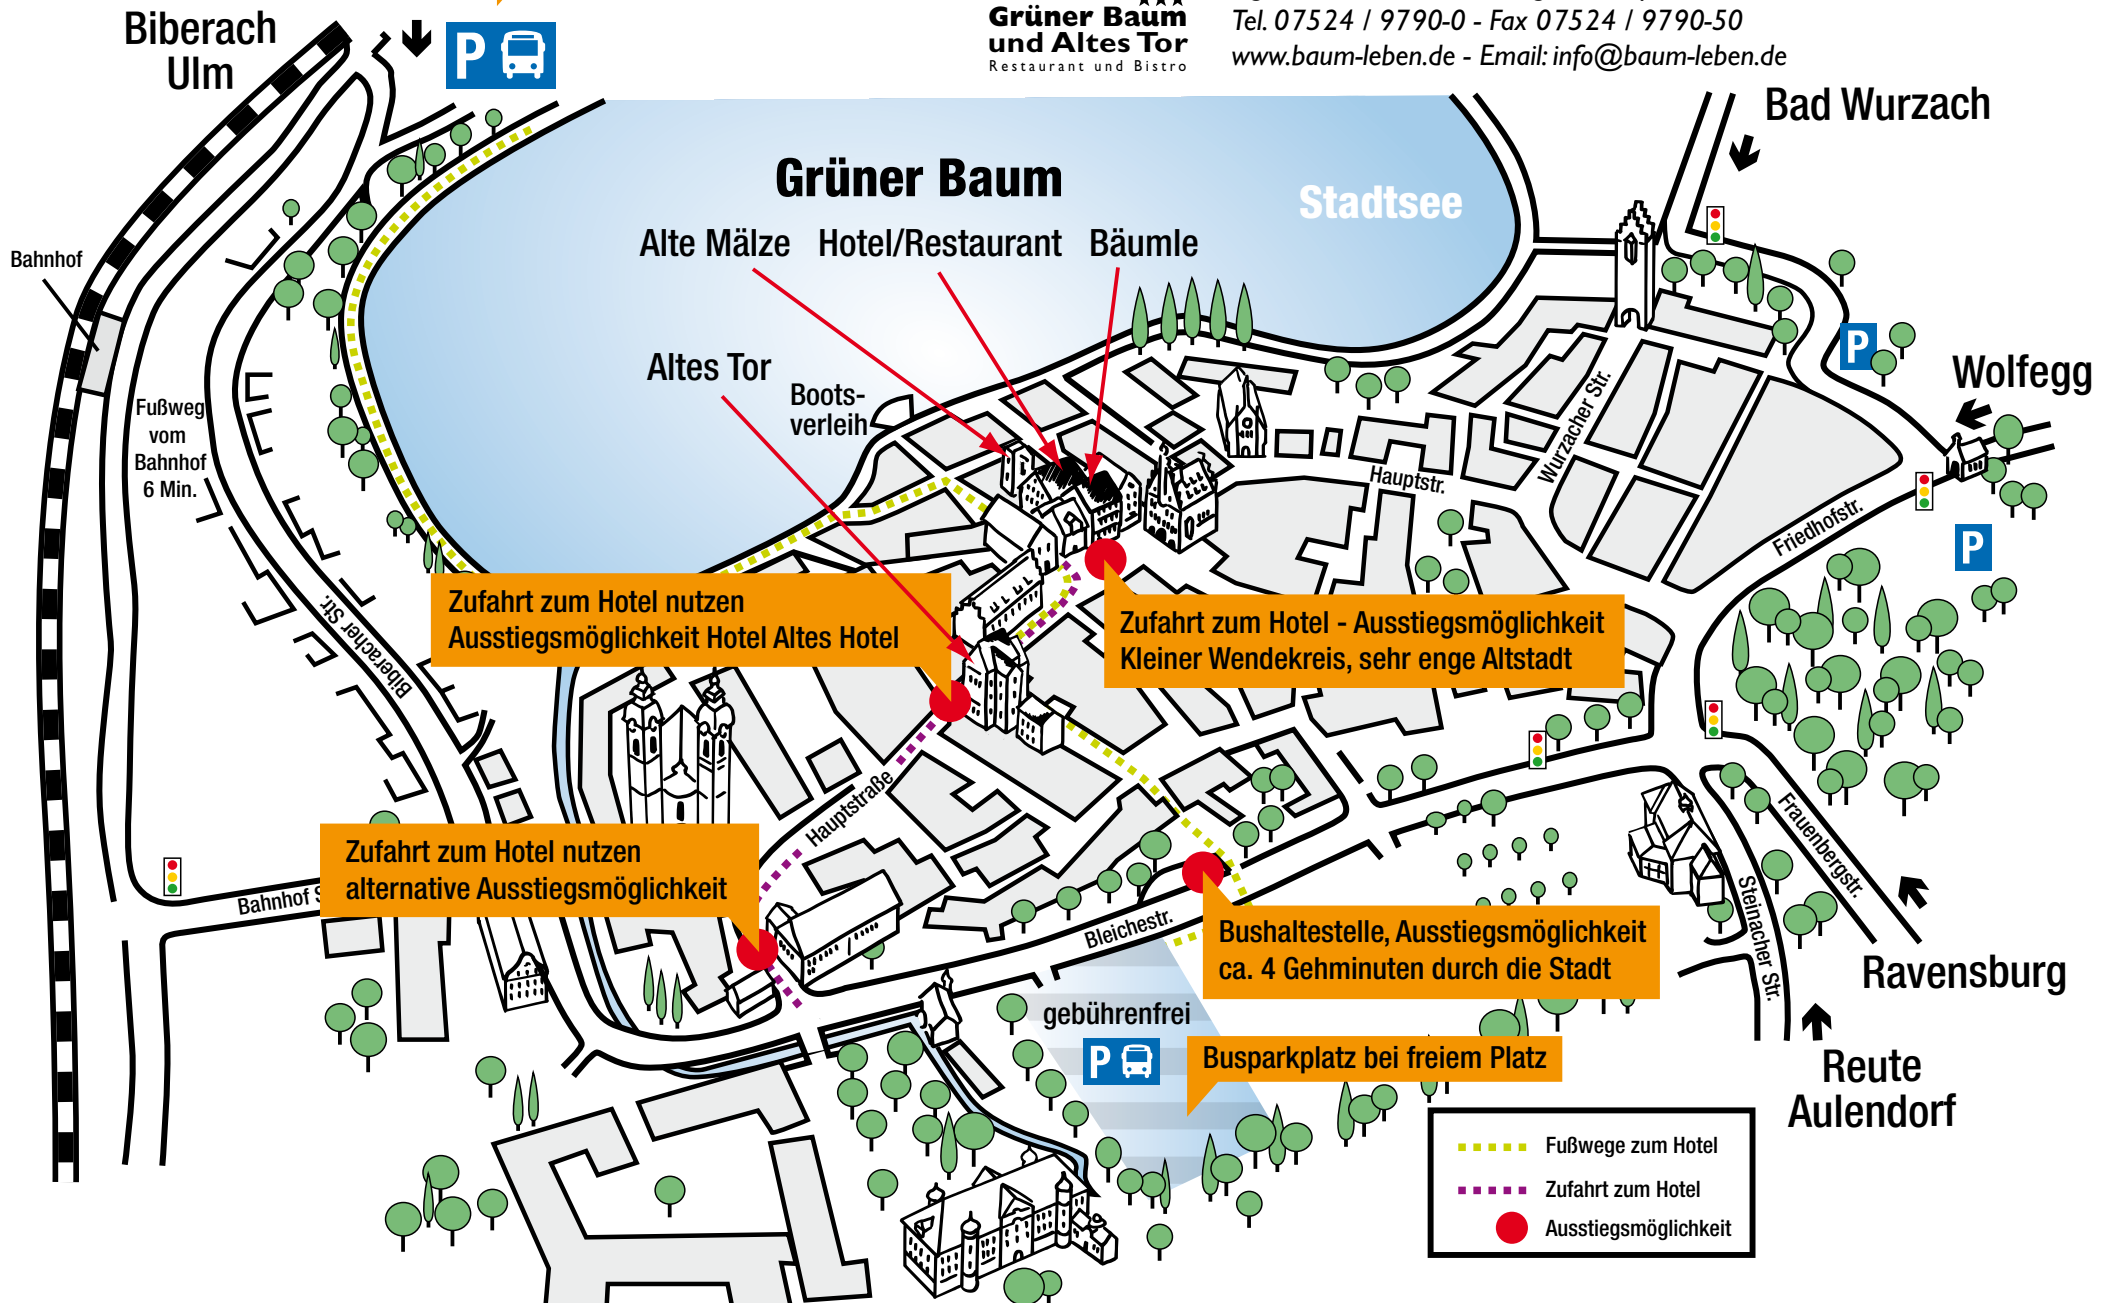 Biberach
Ulm
P
Grüner Baum
und Altes Tor
Restaurant und Bistro
Tel. 07524 / 9790-0 - Fax 07524 / 9790-50
www.baum-leben.de - Email: info@baum-leben.de
Bad Wurzach
Grüner Baum
Stadtsee
Alte Mälze
Hotel/Restaurant
Bäumle
Bahnhof
Altes Tor
Boots-
verleih
P
Wolfegg
Fußweg
vom
Bahnhof
6 Min.
Wurzacher Str.
Hauptstr.
Friedhofstr.
P
Biberacher Str.
Zufahrt zum Hotel nutzen
Ausstiegsmöglichkeit Hotel Altes Hotel
Zufahrt zum Hotel - Ausstiegsmöglichkeit
Kleiner Wendekreis, sehr enge Altstadt
Hauptstraße
Zufahrt zum Hotel nutzen
alternative Ausstiegsmöglichkeit
Bahnhof S
Frauenbergstr.
Steinacher Str.
Bleichestr.
Bushaltestelle, Ausstiegsmöglichkeit
ca. 4 Gehminuten durch die Stadt
Ravensburg
gebührenfrei
P
Busparkplatz bei freiem Platz
Reute
Aulendorf
Fußwege zum Hotel
Zufahrt zum Hotel
Ausstiegsmöglichkeit